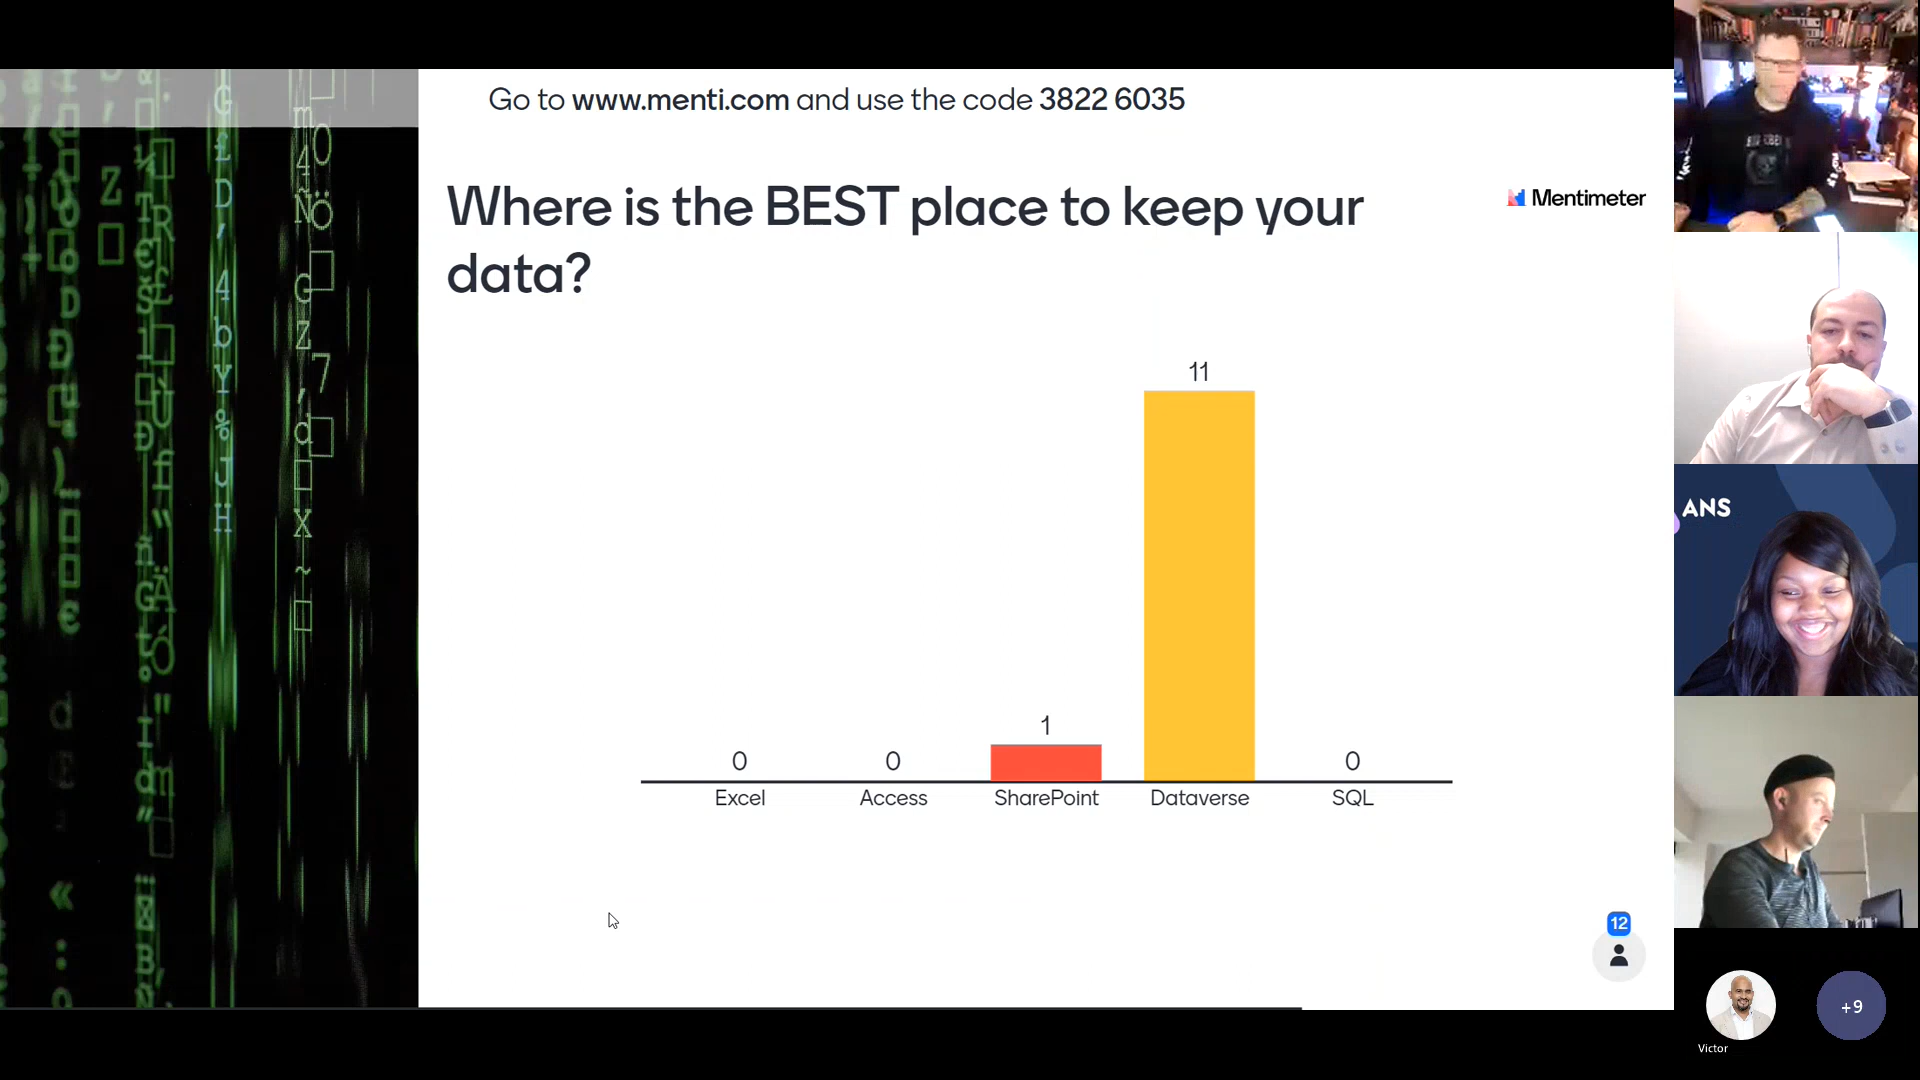 Go to www.menti.com and use the code 3822 6035
Where is the BEST place to keep your
data?
Mentimeter
11
1
0
0
0
Excel
Access
SharePoint
Dataverse
SQL
12
ANS
+9
Victor